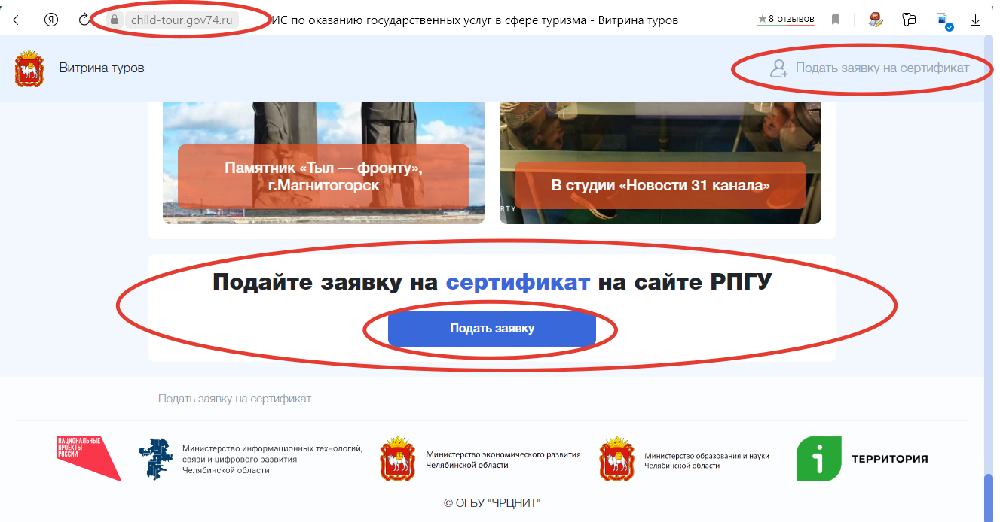 child-tour.gov74.ru
ИС по оказанию государственных услуг в сфере туризма - Витрина туров
8 отзывов
Витрина туров
Подать заявку на сертификат
Памятник «Тыл — фронту»,
г.Магнитогорск
В студии «Новости 31 канала»
RTY
Подайте заявку на сертификат на сайте РПГУ
Подать заявку
Подать заявку на сертификат
НАЦИОНАЛЬНЫЕ
ПРОЕКТЫ
РОССИИ
Министерство информационных технологий,
связи и цифрового развития
Челябинской области
Министерство экономического развития
Челябинской области
Министерство образования и науки
Челябинской области
ТЕРРИТОРИЯ
© ОГБУ "ЧРЦНИТ"